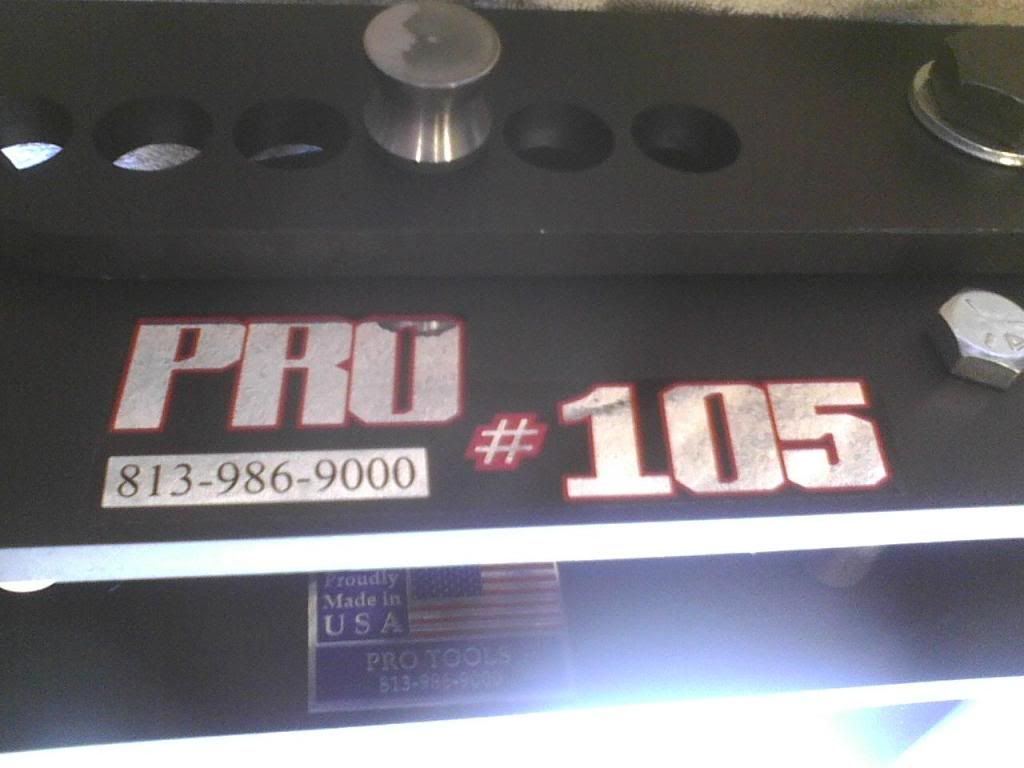 PRO
# 105
813-986-9000
Proudly
Made in
USA
PRO TOOLS
813-986-9000